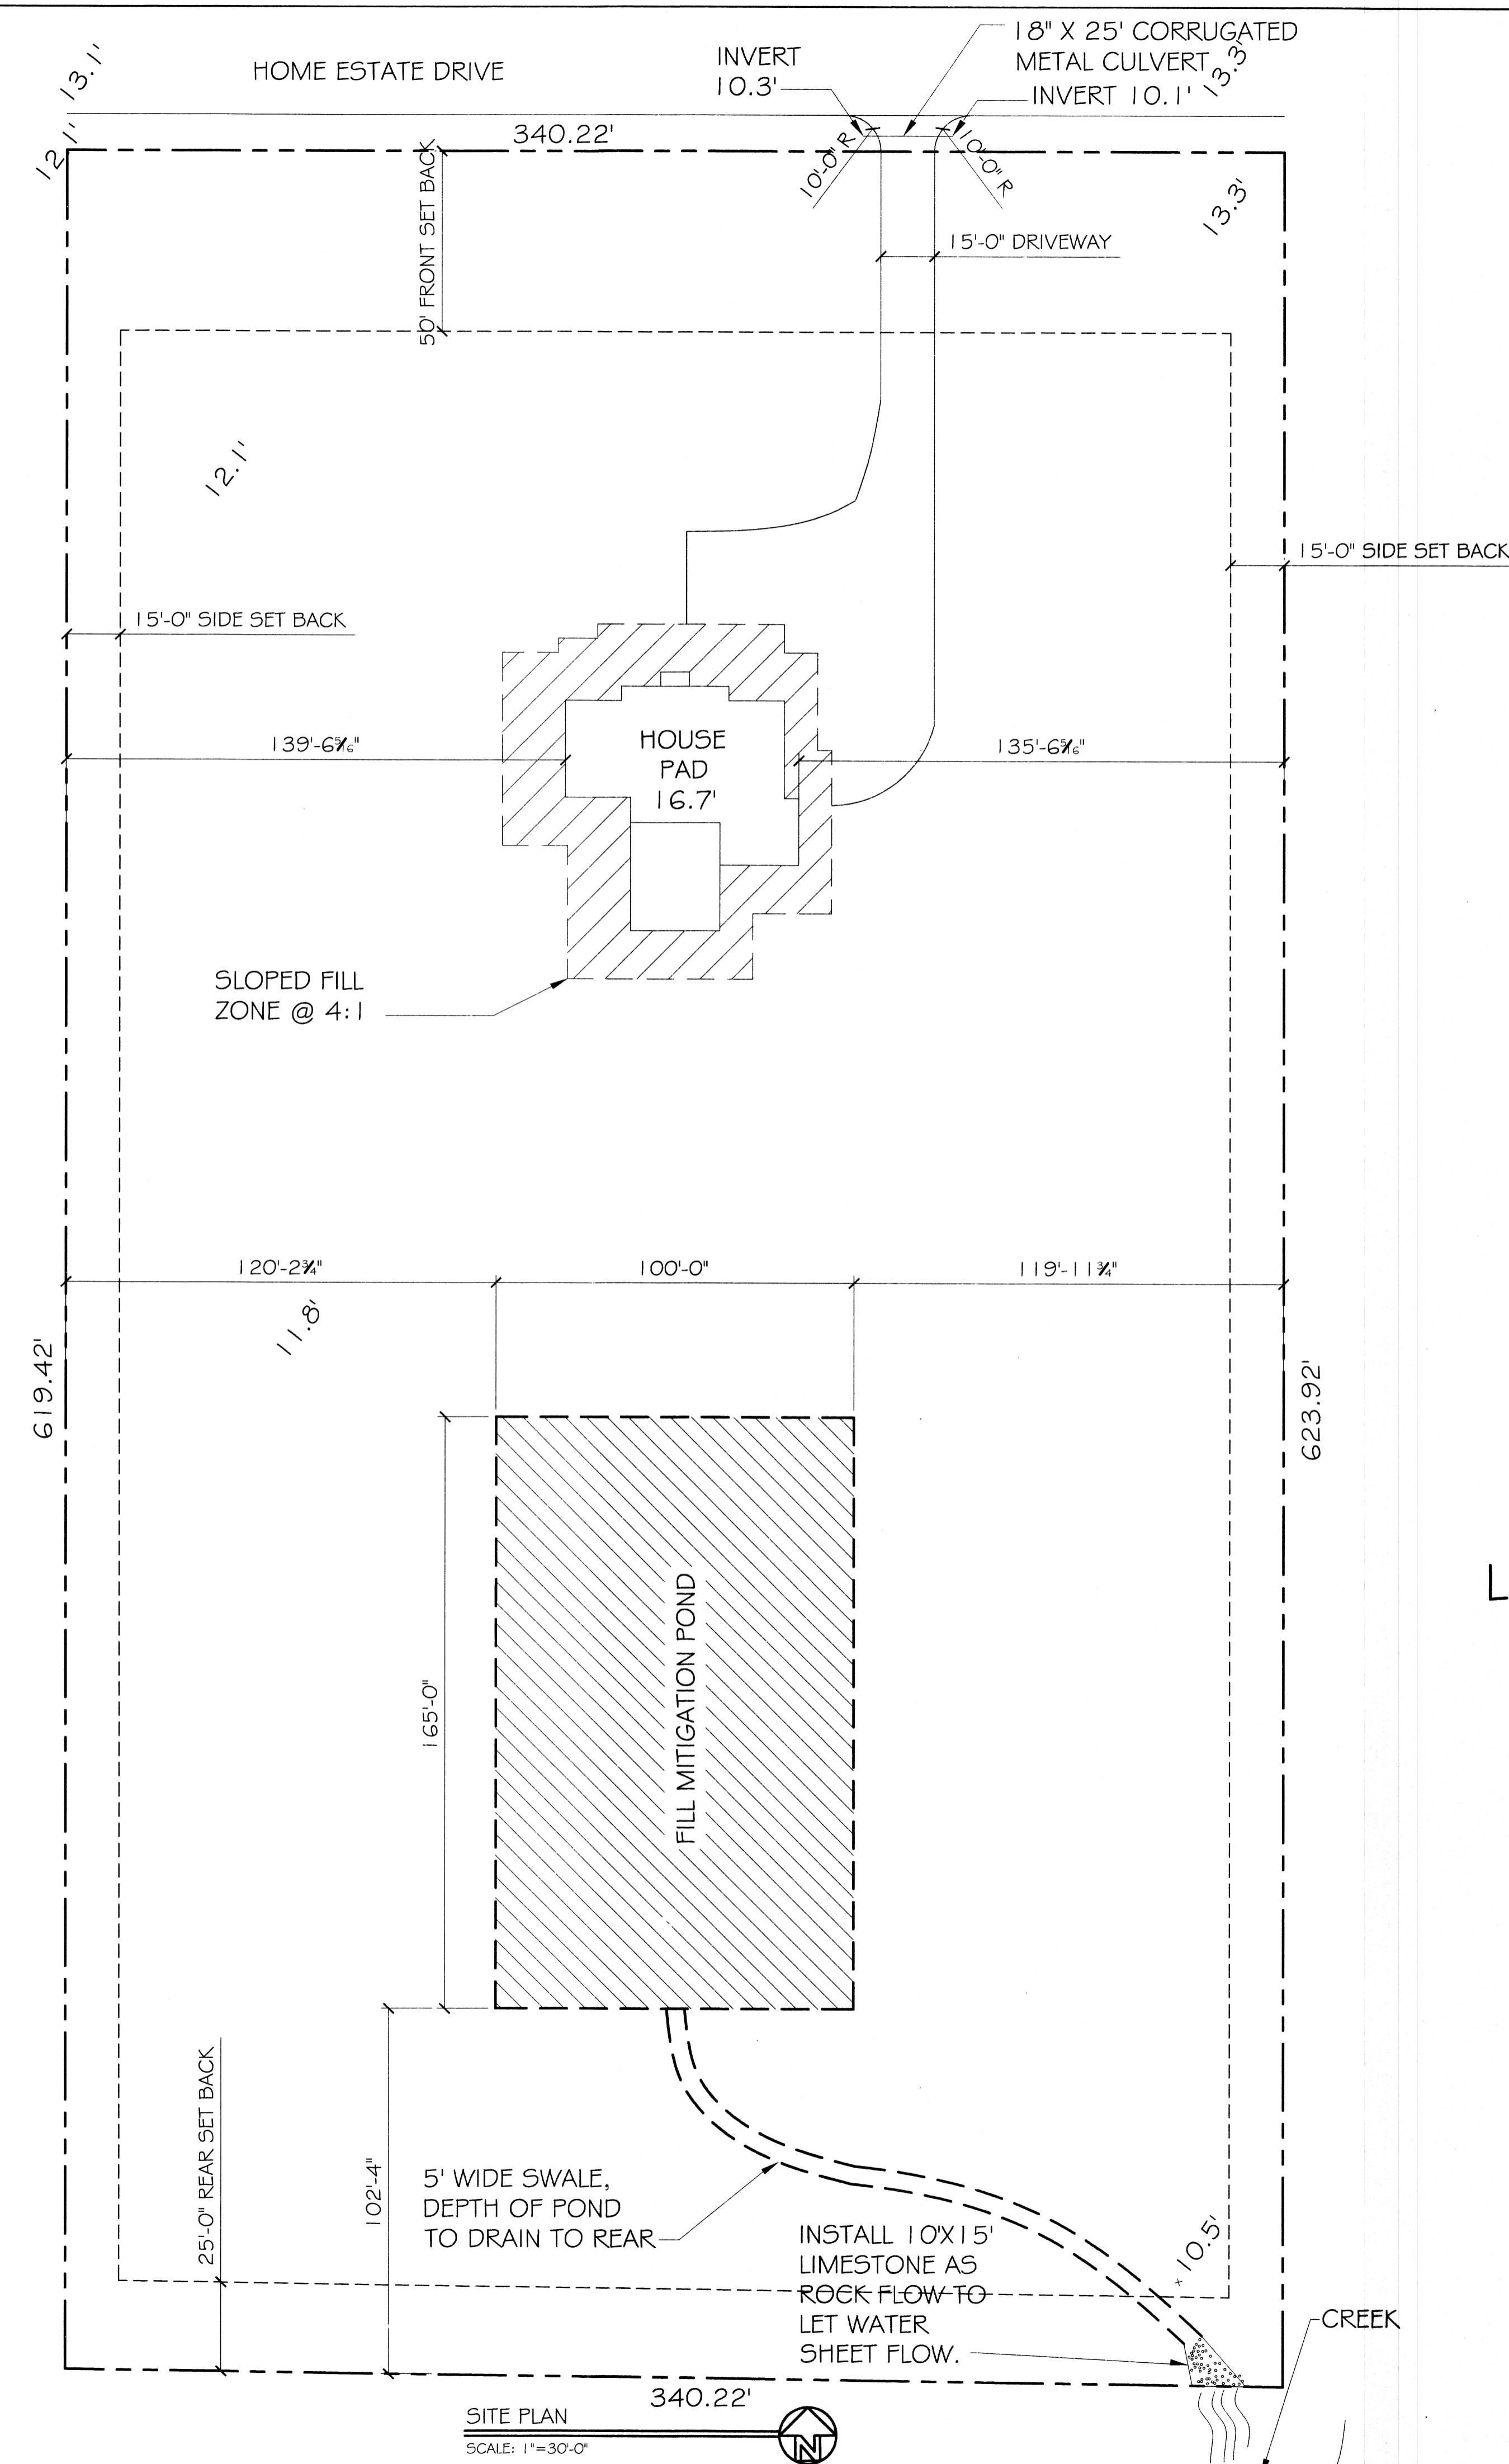 18" X 25' CORRUGATED
METAL CULVERT
INVERT
10.3'
INVERT 10.1'
HOME ESTATE DRIVE
13.1'
13.3'
12.1'
340.22'
10'-0" R
10'-0" R
13.3'
50' FRONT SET BACK
15'-0" DRIVEWAY
12.1'
15'-0" SIDE SET BACK
15'-0" SIDE SET BACK
139'-6 5/16"
HOUSE
PAD
16.7'
135'-6 5/16"
SLOPED FILL
ZONE @ 4:1
120'-2 3/4"
100'-0"
119'-11 3/4"
11.8'
619.42'
623.92'
FILL MITIGATION POND
165'-0"
L
25'-0" REAR SET BACK
102'-4"
5' WIDE SWALE,
DEPTH OF POND
TO DRAIN TO REAR
INSTALL 10'X15'
LIMESTONE AS
ROCK FLOW TO
LET WATER
SHEET FLOW.
+ 10.5'
CREEK
340.22'
SITE PLAN
SCALE: 1"=30'-0"
N